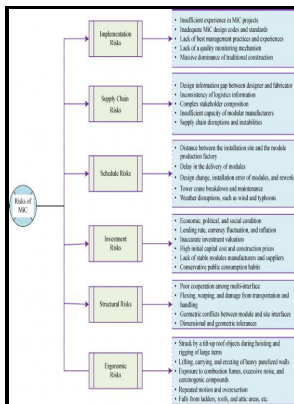 Risks of
MiC
Implementation
Risks
• Insufficient experience in MiC projects
• Inadequate MiC design codes and standards
• Lack of best management practices and experiences
• Lack of a quality monitoring mechanism
• Massive dominance of traditional construction
Supply Chain
Risks
• Design information gap between designer and fabricator
• Inconsistency of logistics information
• Complex stakeholder composition
• Insufficient capacity of modular manufacturers
• Supply chain disruptions and instabilities
Schedule Risks
• Distance between the installation site and the module
production factory
• Delay in the delivery of modules
• Design change, installation error of modules, and rework
• Tower crane breakdown and maintenance
• Weather disruptions, such as wind and typhoons
Investment
Risks
• Economic, political, and social condition
• Lending rate, currency fluctuation, and inflation
• Inaccurate investment valuation
• High initial capital cost and construction prices
• Lack of stable modules manufacturers and suppliers
• Conservative public consumption habits
Structural Risks
• Poor cooperation among multi-interface
• Flexing, warping, and damage from transportation and
handling
• Geometric conflicts between module and site interfaces
• Dimensional and geometric tolerances
Ergonomic
Risks
• Struck by a tilt-up roof objects during hoisting and
rigging of large items
• Lifting, carrying, and erecting of heavy panelized walls
• Exposure to combustion fumes, excessive noise, and
carcinogenic compounds
• Repeated motion and overexertion
• Falls from ladders, roofs, and attic areas, etc.